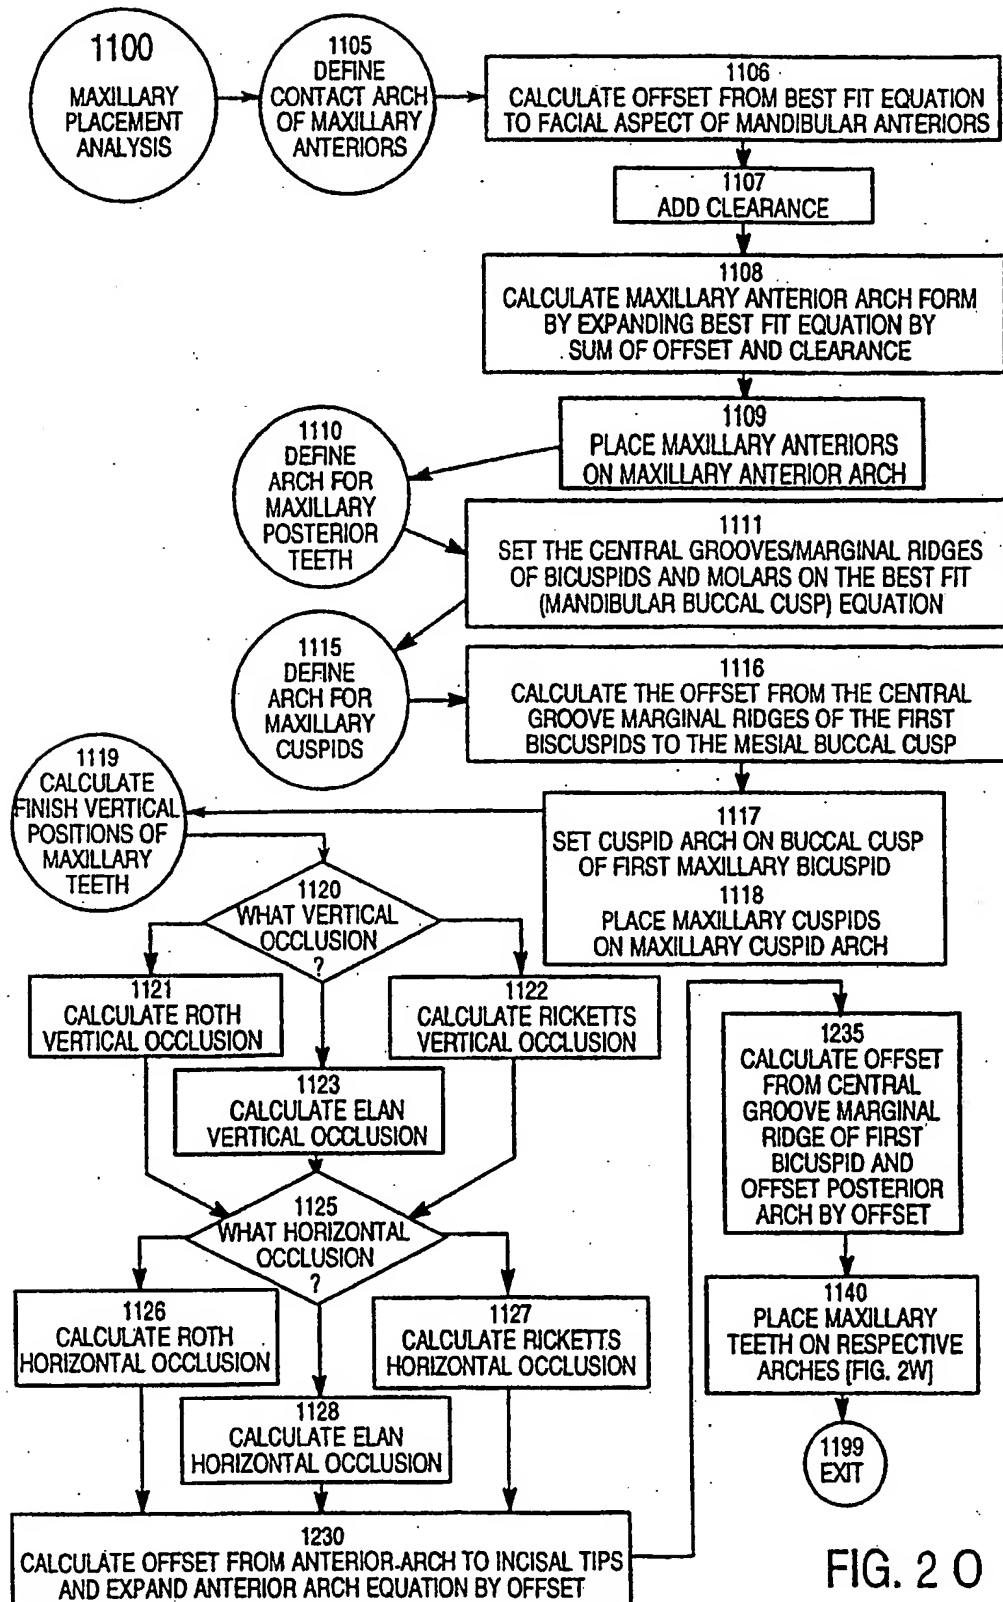 1100
MAXILLARY
PLACEMENT
ANALYSIS
1105
DEFINE
CONTACT ARCH
OF MAXILLARY
ANTERIORS
1106
CALCULATE OFFSET FROM BEST FIT EQUATION
TO FACIAL ASPECT OF MANDIBULAR ANTERIORS
1107
ADD CLEARANCE
1108
CALCULATE MAXILLARY ANTERIOR ARCH FORM
BY EXPANDING BEST FIT EQUATION BY
SUM OF OFFSET AND CLEARANCE
1109
PLACE MAXILLARY ANTERIORS
ON MAXILLARY ANTERIOR ARCH
1110
DEFINE
ARCH FOR
MAXILLARY
POSTERIOR
TEETH
1111
SET THE CENTRAL GROOVES/MARGINAL RIDGES
OF BICUSPIDS AND MOLARS ON THE BEST FIT
(MANDIBULAR BUCCAL CUSP) EQUATION
1115
DEFINE
ARCH FOR
MAXILLARY
CUSPIDS
1116
CALCULATE THE OFFSET FROM THE CENTRAL
GROOVE MARGINAL RIDGES OF THE FIRST
BISCUSPIDS TO THE MESIAL BUCCAL CUSP
1117
SET CUSPID ARCH ON BUCCAL CUSP
OF FIRST MAXILLARY BICUSPID
1118
PLACE MAXILLARY CUSPIDS
ON MAXILLARY CUSPID ARCH
1119
CALCULATE
FINISH VERTICAL
POSITIONS OF
MAXILLARY
TEETH
1120
WHAT VERTICAL
OCCLUSION
?
1121
CALCULATE ROTH
VERTICAL OCCLUSION
1122
CALCULATE RICKETTS
VERTICAL OCCLUSION
1123
CALCULATE ELAN
VERTICAL OCCLUSION
1125
WHAT HORIZONTAL
OCCLUSION
?
1126
CALCULATE ROTH
HORIZONTAL OCCLUSION
1127
CALCULATE RICKETTS
HORIZONTAL OCCLUSION
1128
CALCULATE ELAN
HORIZONTAL OCCLUSION
1230
CALCULATE OFFSET FROM ANTERIOR ARCH TO INCISAL TIPS
AND EXPAND ANTERIOR ARCH EQUATION BY OFFSET
1235
CALCULATE OFFSET
FROM CENTRAL
GROOVE MARGINAL
RIDGE OF FIRST
BICUSPID AND
OFFSET POSTERIOR
ARCH BY OFFSET
1140
PLACE MAXILLARY
TEETH ON RESPECTIVE
ARCHES [FIG. 2W]
1199
EXIT
FIG. 2 O